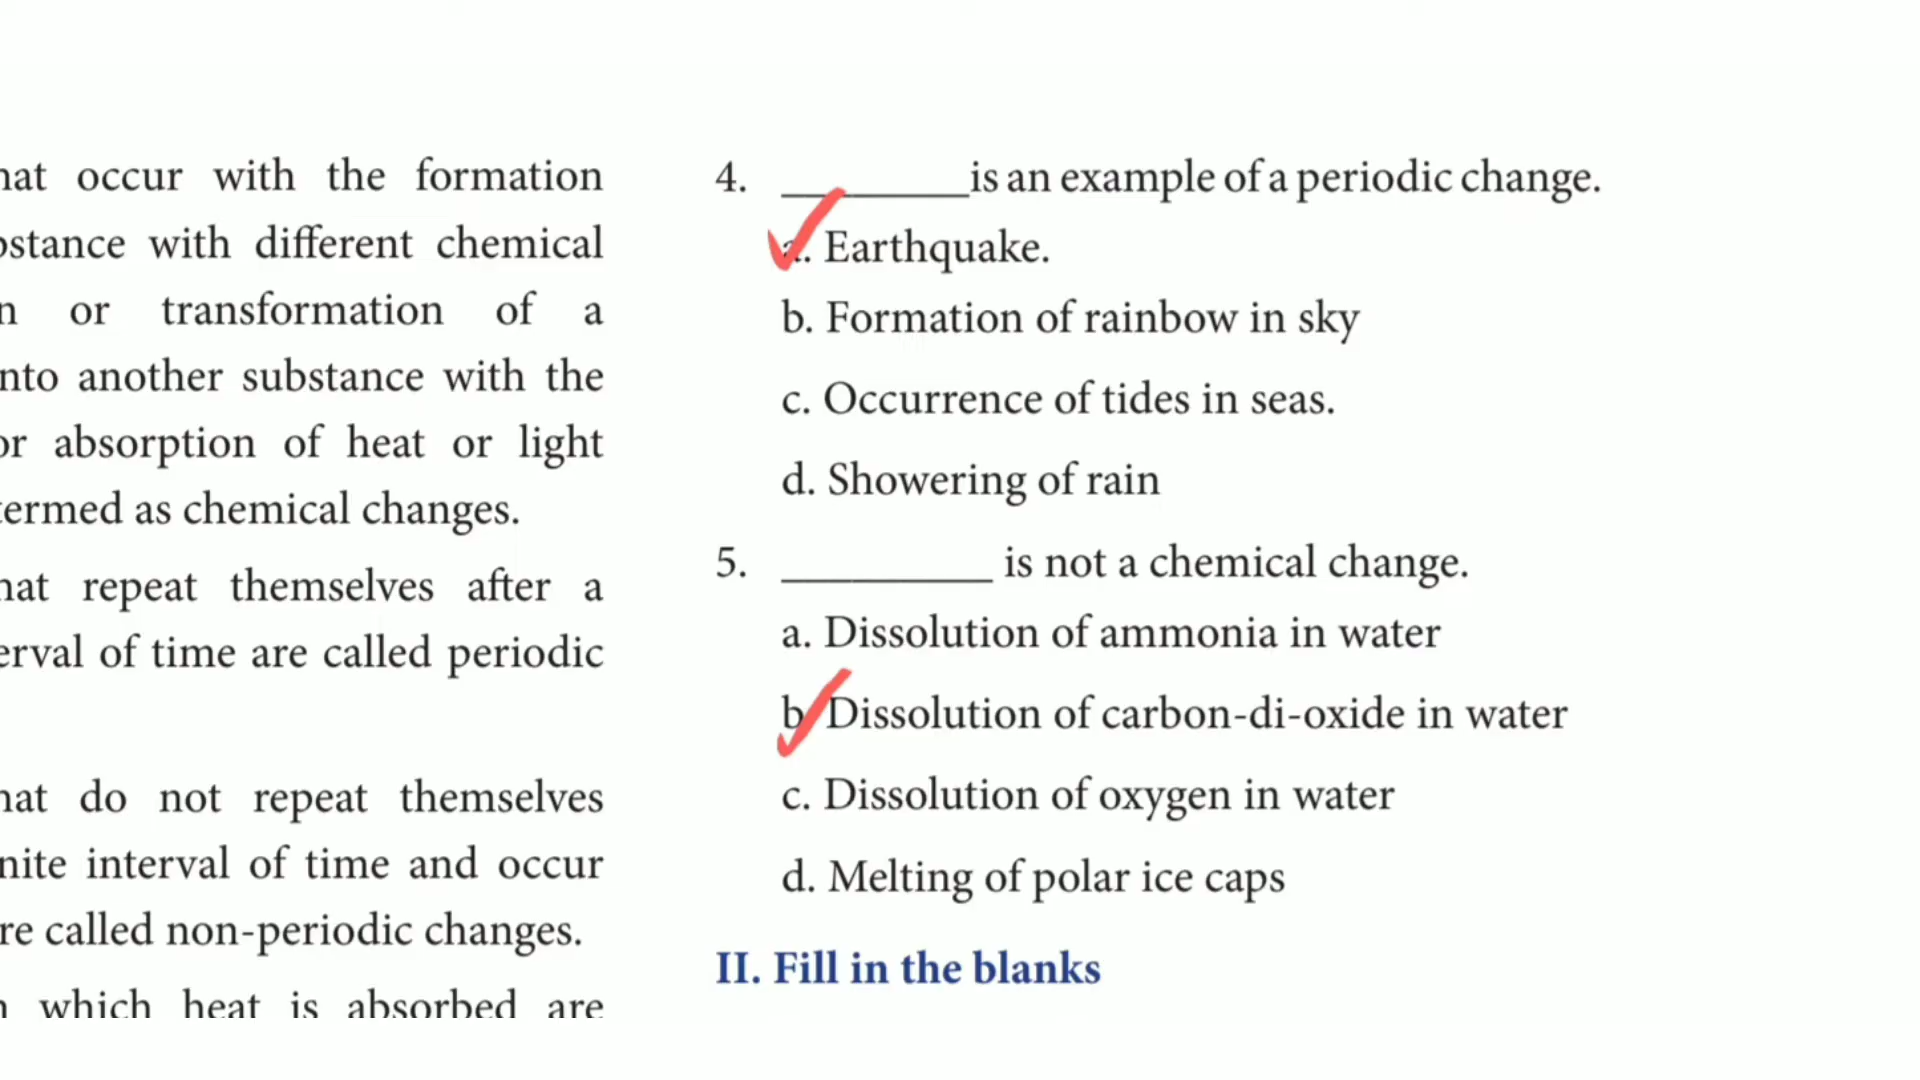 hat occur with the formation
bstance with different chemical
n or transformation of a
nto another substance with the
or absorption of heat or light
termed as chemical changes.
hat repeat themselves after a
erval of time are called periodic
hat do not repeat themselves
nite interval of time and occur
re called non-periodic changes.
which heat is absorbed are
4. ________is an example of a periodic change.
a. Earthquake.
b. Formation of rainbow in sky
c. Occurrence of tides in seas.
d. Showering of rain
5. _________ is not a chemical change.
a. Dissolution of ammonia in water
b. Dissolution of carbon-di-oxide in water
c. Dissolution of oxygen in water
d. Melting of polar ice caps
II. Fill in the blanks